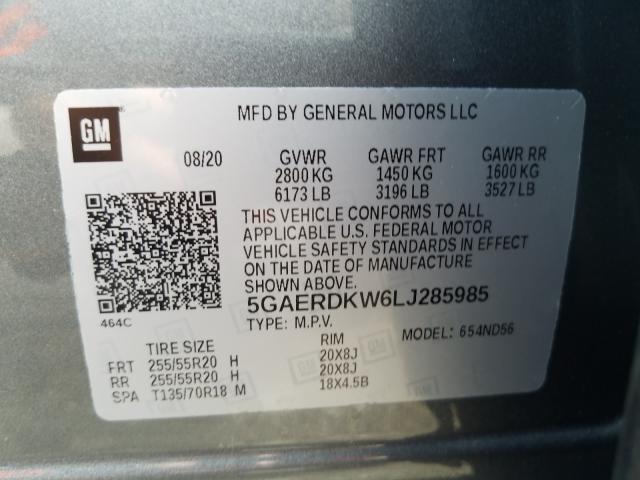 GM
MFD BY GENERAL MOTORS LLC
08/20 GVWR GAWR FRT GAWR RR
2800 KG 1450 KG 1600 KG
6173 LB 3196 LB 3527 LB
THIS VEHICLE CONFORMS TO ALL
APPLICABLE U.S. FEDERAL MOTOR
VEHICLE SAFETY STANDARDS IN EFFECT
ON THE DATE OF MANUFACTURE
SHOWN ABOVE.
5GAERDKW6LJ285985
464C
TYPE: M.P.V. MODEL: 654ND56
TIRE SIZE RIM
FRT 255/55R20 H 20X8J
RR 255/55R20 H 20X8J
SPA T135/70R18 M 18X4.5B